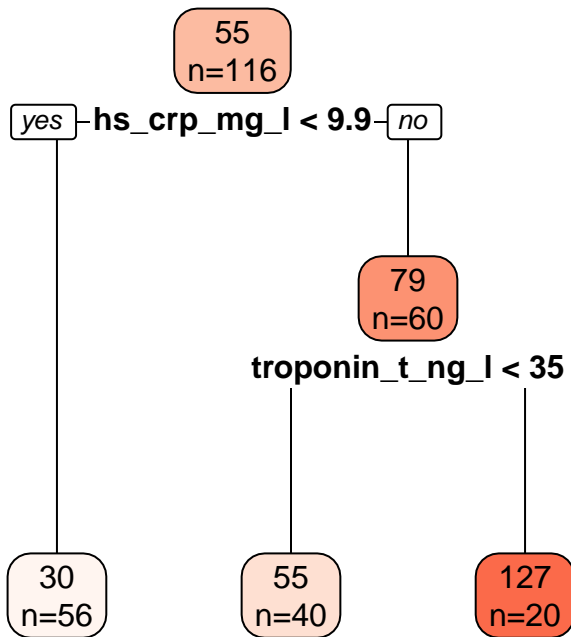 55
n=116
yes hs_crp_mg_l < 9.9 no
79
n=60
troponin_t_ng_l < 35
30
n=56
55
n=40
127
n=20